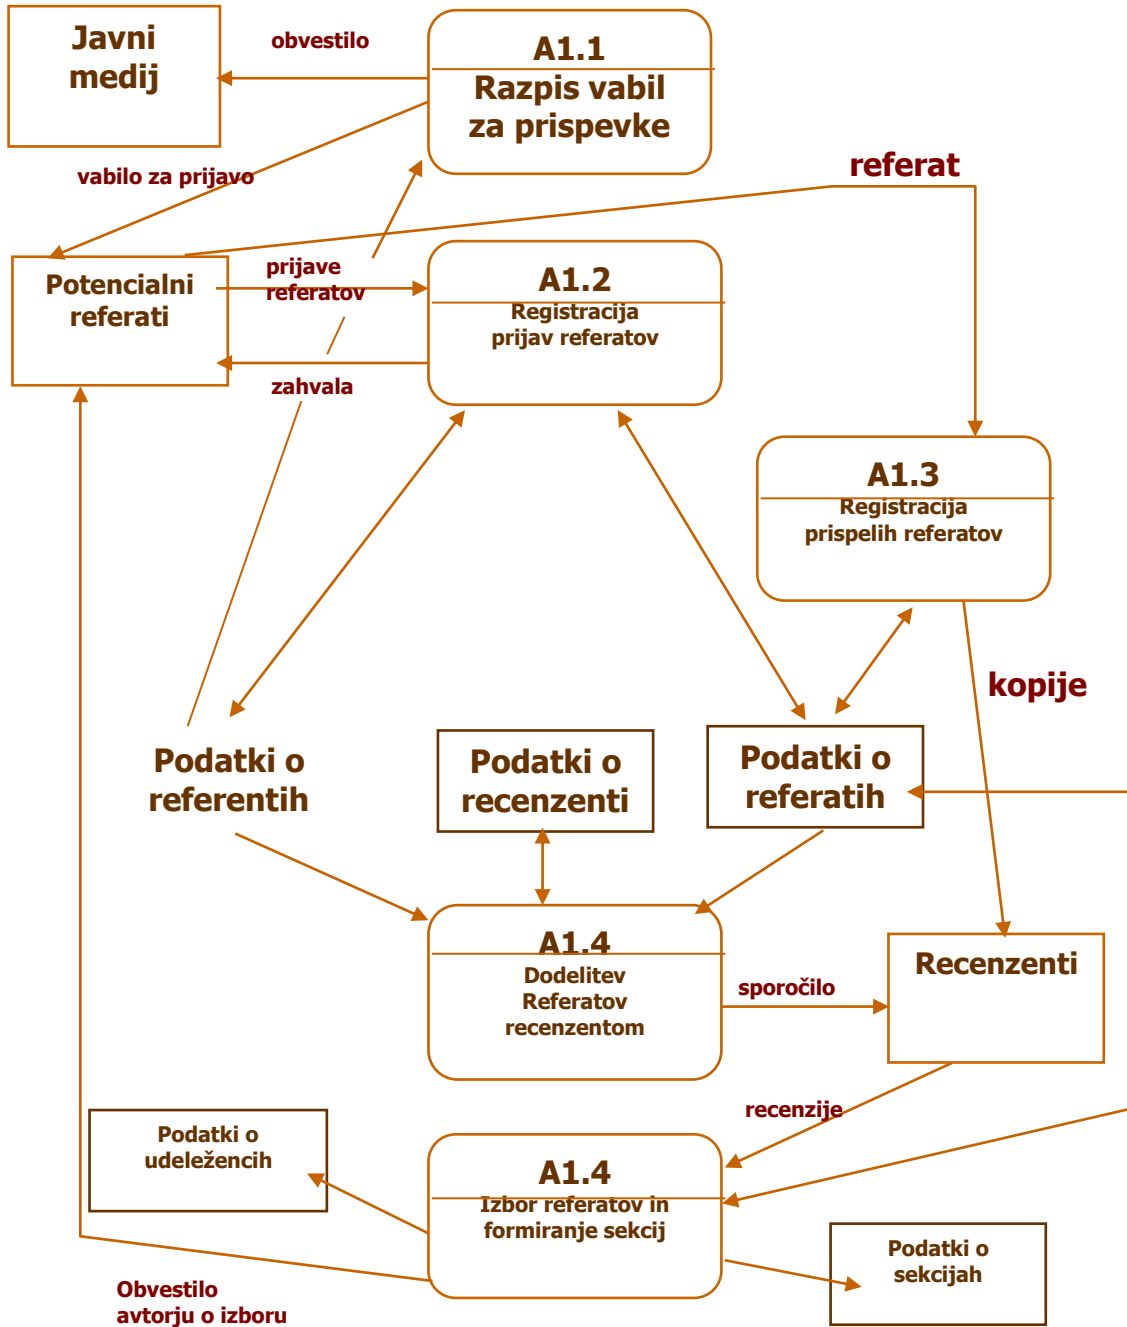 Javni
medij
obvestilo
A1.1
Razpis vabil
za prispevke
vabilo za prijavo
referat
Potencialni
referati
prijave
referatov
A1.2
Registracija
prijav referatov
zahvala
A1.3
Registracija
prispelih referatov
kopije
Podatki o
referentih
Podatki o
recenzenti
Podatki o
referatih
A1.4
Dodelitev
Referatov
recenzentom
sporočilo
Recenzenti
recenzije
Podatki o
udeležencih
A1.4
Izbor referatov in
formiranje sekcij
Podatki o
sekcijah
Obvestilo
avtorju o izboru